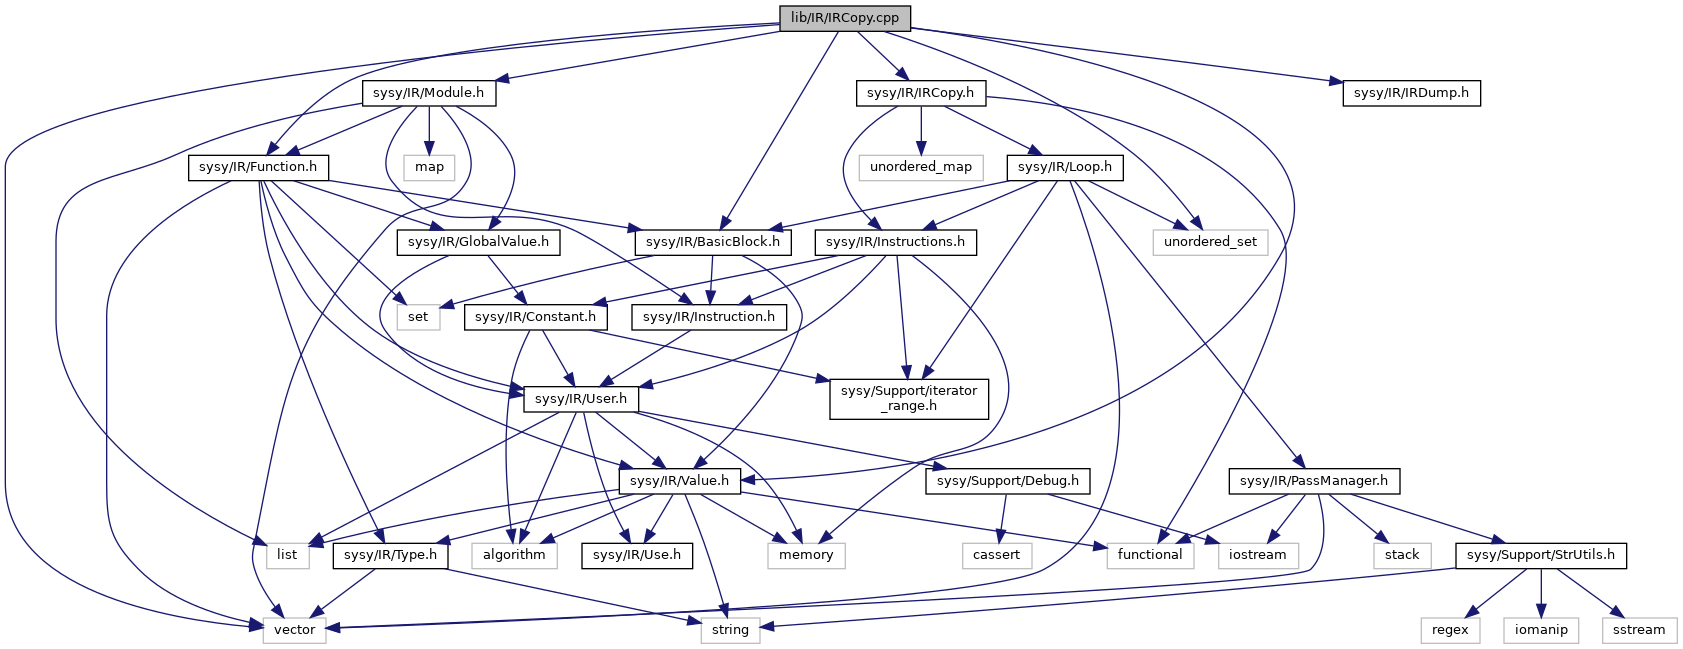 lib/IR/IRCopy.cpp
sysy/IR/Module.h
sysy/IR/IRCopy.h
sysy/IR/IRDump.h
sysy/IR/Function.h
map
unordered_map
sysy/IR/Loop.h
sysy/IR/GlobalValue.h
sysy/IR/BasicBlock.h
sysy/IR/Instructions.h
unordered_set
set
sysy/IR/Constant.h
sysy/IR/Instruction.h
sysy/IR/User.h
sysy/Support/iterator
_range.h
sysy/IR/Value.h
sysy/Support/Debug.h
sysy/IR/PassManager.h
list
sysy/IR/Type.h
algorithm
sysy/IR/Use.h
memory
cassert
functional
iostream
stack
sysy/Support/StrUtils.h
vector
string
regex
iomanip
sstream